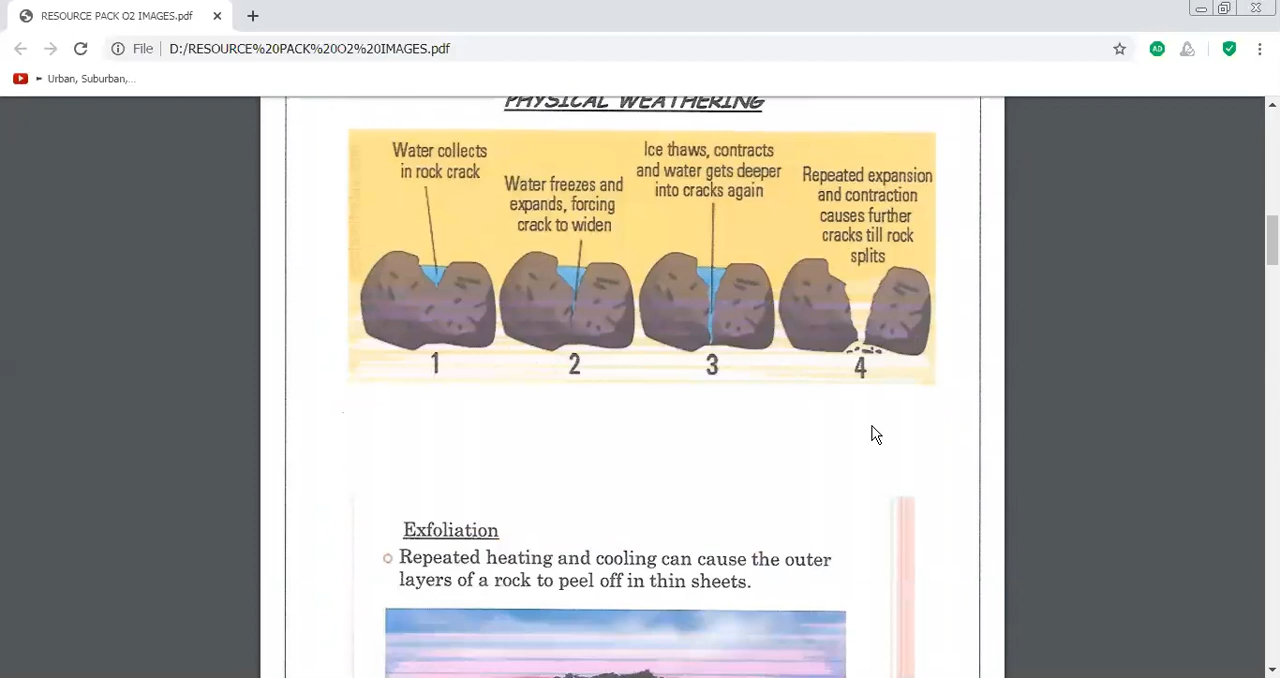 RESOURCE PACK O2 IMAGES.pdf
File
D:/RESOURCE%20PACK%20O2%20IMAGES.pdf
AD
Urban, Suburban,...
PHYSICAL WEATHERING
Water collects
in rock crack
Water freezes and
expands, forcing
crack to widen
Ice thaws, contracts
and water gets deeper
into cracks again
Repeated expansion
and contraction
causes further
cracks till rock
splits
1
2
3
4
Exfoliation
Repeated heating and cooling can cause the outer
layers of a rock to peel off in thin sheets.